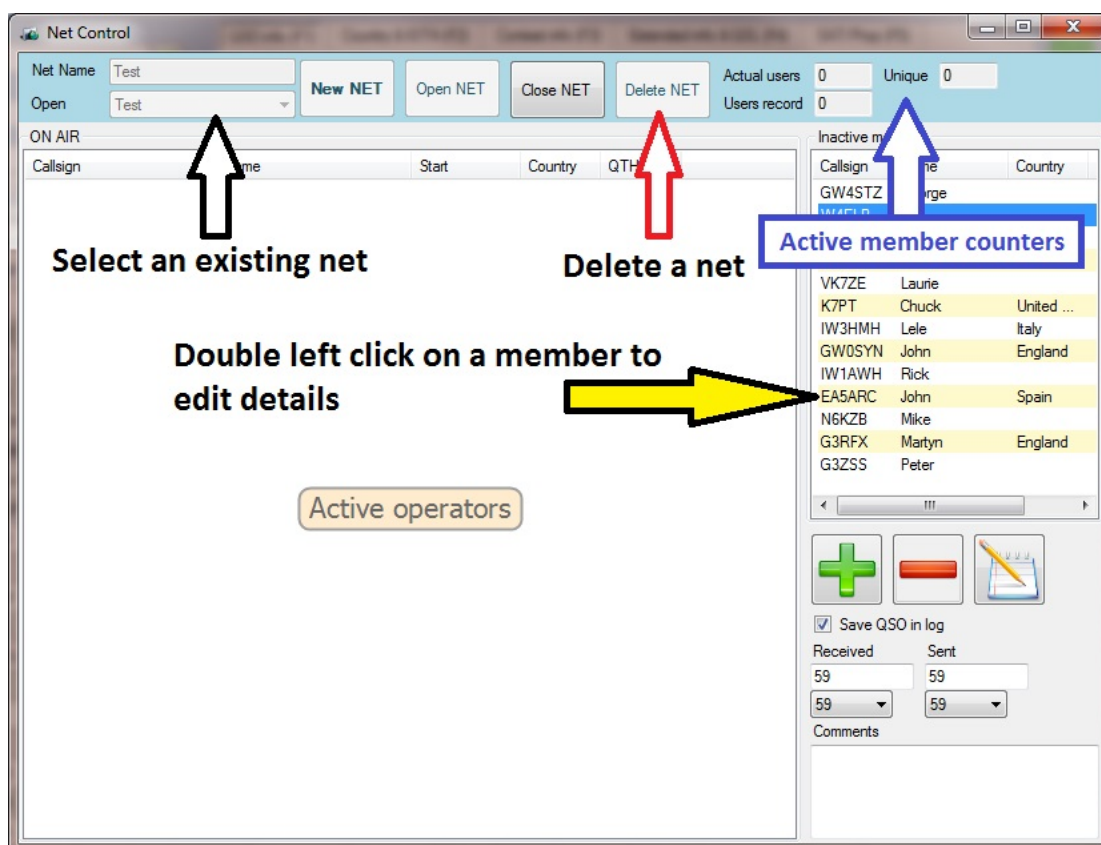 Net Control
Net Name Test New NET Open NET Close NET Delete NET Actual users 0 Unique 0
Open Test Users record 0
ON AIR Inactive
Callsign Start Country Callsign Country
GW4STZ
Select an existing net
Delete a net
Active member counters
VK7ZE Laurie
K7PT Chuck United ...
IW3HMH Lele Italy
Double left click on a member to
edit details
GW0SYN John England
IW1AWH Rick
EA5ARC John Spain
N6KZB Mike
G3RFX Martyn England
G3ZSS Peter
Active operators
Save QSO in log
Received Sent
59 59
59 59
Comments